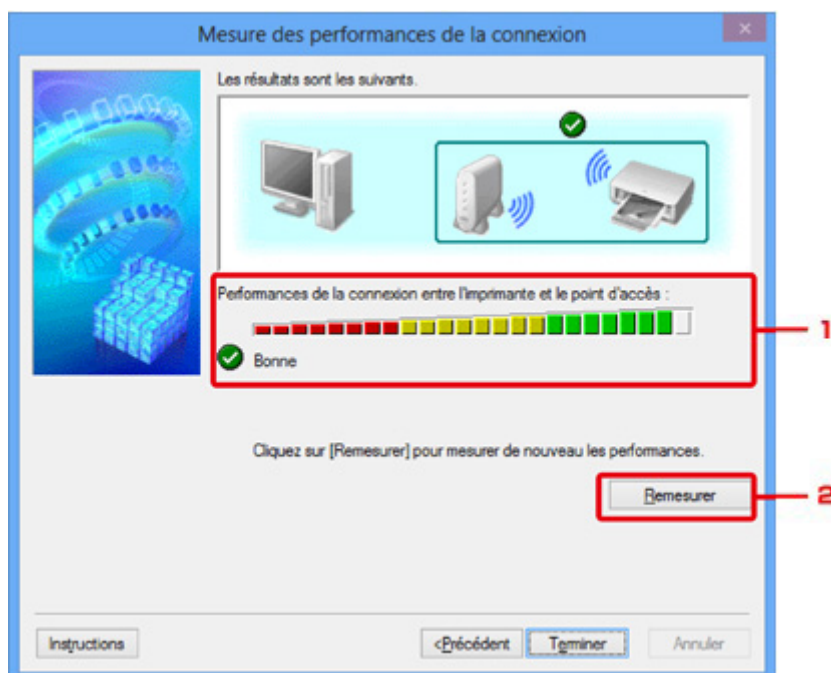 Mesure des performances de la connexion
Les résultats sont les suivants.
Performances de la connexion entre l'imprimante et le point d'accès :
Bonne
1
Cliquez sur [Remesurer] pour mesurer de nouveau les performances.
Remesurer
2
Instructions
<Précédent
Terminer
Annuler